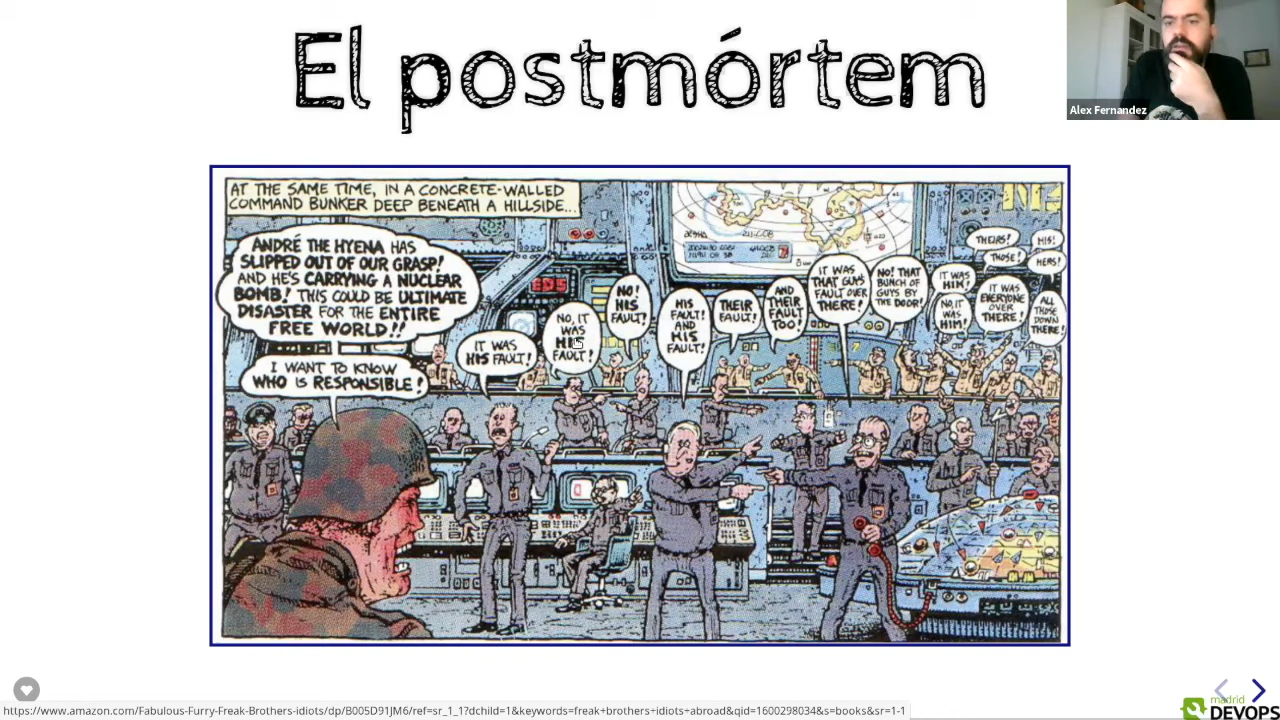 El postmórtem
Alex Fernandez
AT THE SAME TIME, IN A CONCRETE-WALLED
COMMAND BUNKER DEEP BENEATH A HILLSIDE...
ANDRÉ THE HYENA HAS
SLIPPED OUT OF OUR GRASP!
AND HE'S CARRYING A NUCLEAR
BOMB! THIS COULD BE ULTIMATE
DISASTER FOR THE ENTIRE
FREE WORLD!!
I WANT TO KNOW
WHO IS RESPONSIBLE!
IT WAS
HIS FAULT!
NO, IT
WAS
HIS
FAULT!
NO!
HIS
FAULT!
HIS
FAULT!
AND
HIS
FAULT!
THEIR
FAULT!
AND
THEIR
FAULT
TOO!
IT WAS
THAT GUYS
FAULT OVER
THERE!
NO! THAT
BUNCH OF
GUYS BY
THE DOOR!
IT WAS
HIM!
NO, IT
WAS
HIM!
THEIRS!
THOSE!
IT WAS
EVERYONE
OVER
THERE!
HIS!
HERS!
ALL
THOSE
DOWN
THERE!
https://www.amazon.com/Fabulous-Furry-Freak-Brothers-idiots/dp/B005D91JM6/ref=sr_1_1?dchild=1&keywords=freak+brothers+idiots+abroad&qid=1600298034&s=books&sr=1-1
madrid
DEVOPS